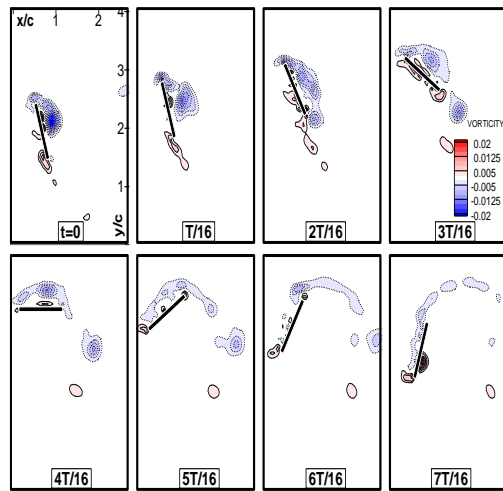 x/c 1 2
y/c 4 3 2 1
t=0
T/16
2T/16
3T/16
VORTICITY
0.02
0.0125
0.005
-0.005
-0.0125
-0.02
4T/16
5T/16
6T/16
7T/16